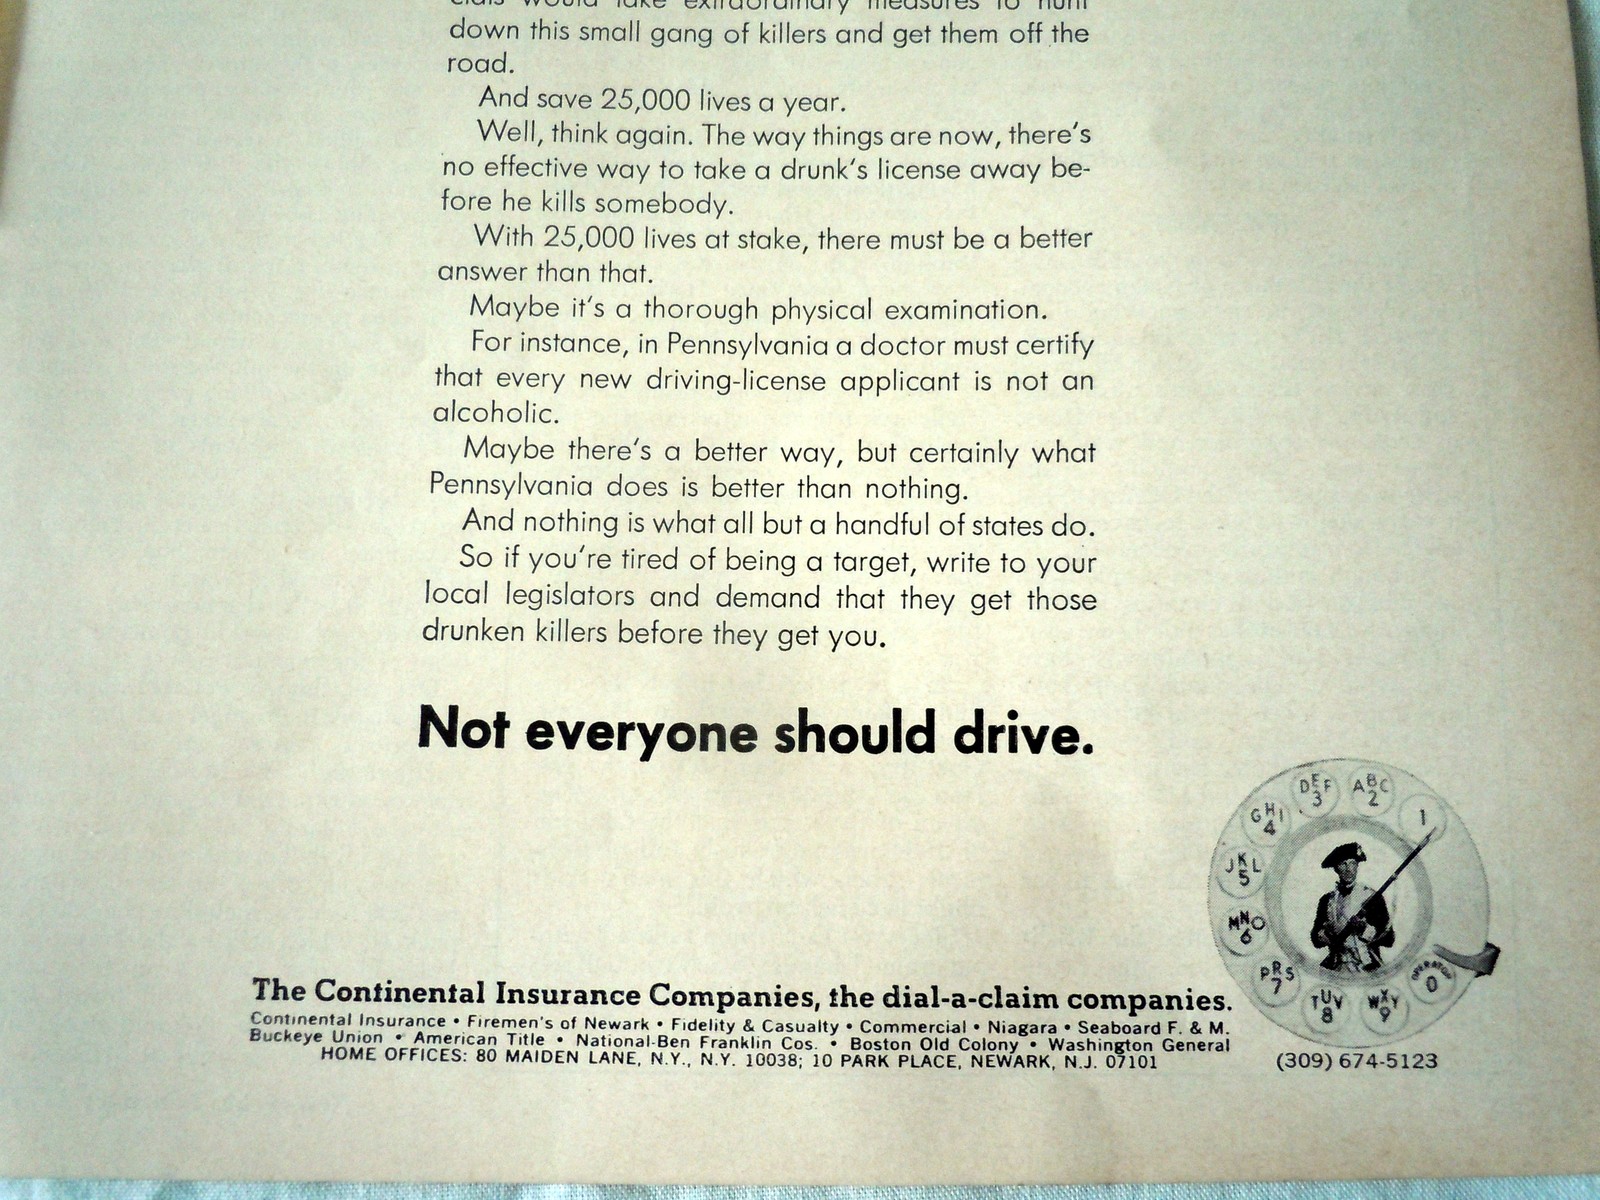 cials would take extraordinary measures to hunt
down this small gang of killers and get them off the
road.
And save 25,000 lives a year.
Well, think again. The way things are now, there's
no effective way to take a drunk's license away be-
fore he kills somebody.
With 25,000 lives at stake, there must be a better
answer than that.
Maybe it's a thorough physical examination.
For instance, in Pennsylvania a doctor must certify
that every new driving-license applicant is not an
alcoholic.
Maybe there's a better way, but certainly what
Pennsylvania does is better than nothing.
And nothing is what all but a handful of states do.
So if you're tired of being a target, write to your
local legislators and demand that they get those
drunken killers before they get you.
Not everyone should drive.
1
ABC 2
DEF 3
GHI 4
JKL 5
MNO 6
PRS 7
TUV 8
WXY 9
OPERATOR 0
The Continental Insurance Companies, the dial-a-claim companies.
Continental Insurance • Firemen's of Newark • Fidelity & Casualty • Commercial • Niagara • Seaboard F. & M.
Buckeye Union • American Title • National-Ben Franklin Cos. • Boston Old Colony • Washington General
HOME OFFICES: 80 MAIDEN LANE, N.Y., N.Y. 10038; 10 PARK PLACE, NEWARK, N.J. 07101
(309) 674-5123